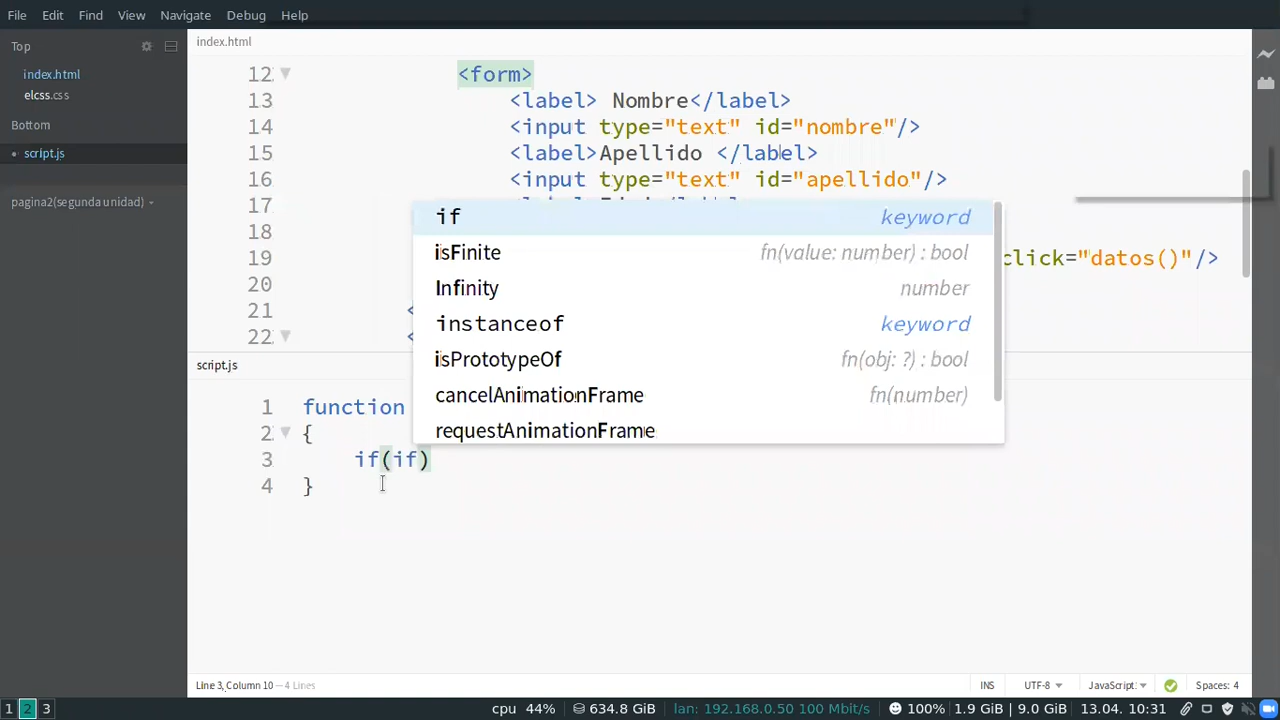 File Edit Find View Navigate Debug Help
Top
index.html
elcss.css
Bottom
script.js
pagina2(segunda unidad)
index.html
12 <form>
13 <label> Nombre</label>
14 <input type="text" id="nombre"/>
15 <label>Apellido </label>
16 <input type="text" id="apellido"/>
17
18
19 click="datos()"/>
20
21 <
22 <
if keyword
isFinite fn(value: number) : bool
Infinity number
instanceof keyword
isPrototypeOf fn(obj: ?) : bool
cancelAnimationFrame fn(number)
requestAnimationFrame
script.js
1 function
2 {
3 if(if)
4 }
Line 3, Column 10 — 4 Lines
INS UTF-8 JavaScript Spaces: 4
1 2 3 cpu 44% 634.8 GiB lan: 192.168.0.50 100 Mbit/s 100% 1.9 GiB | 9.0 GiB 13.04. 10:31